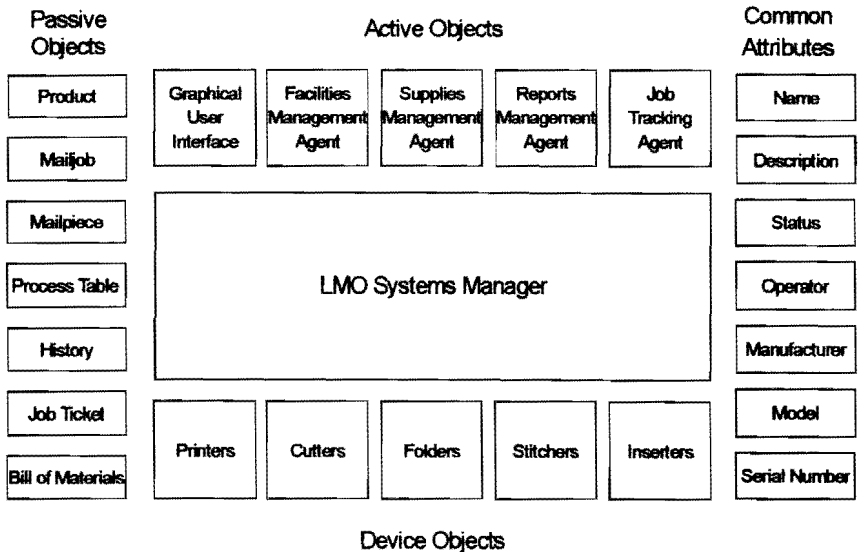 Passive
Objects
Product
Mailjob
Mailpiece
Process Table
History
Job Ticket
Bill of Materials
Active Objects
Graphical
User
Interface
Facilities
Management
Agent
Supplies
Management
Agent
Reports
Management
Agent
Job
Tracking
Agent
LMO Systems Manager
Printers
Cutters
Folders
Stitchers
Inserters
Device Objects
Common
Attributes
Name
Description
Status
Operator
Manufacturer
Model
Serial Number